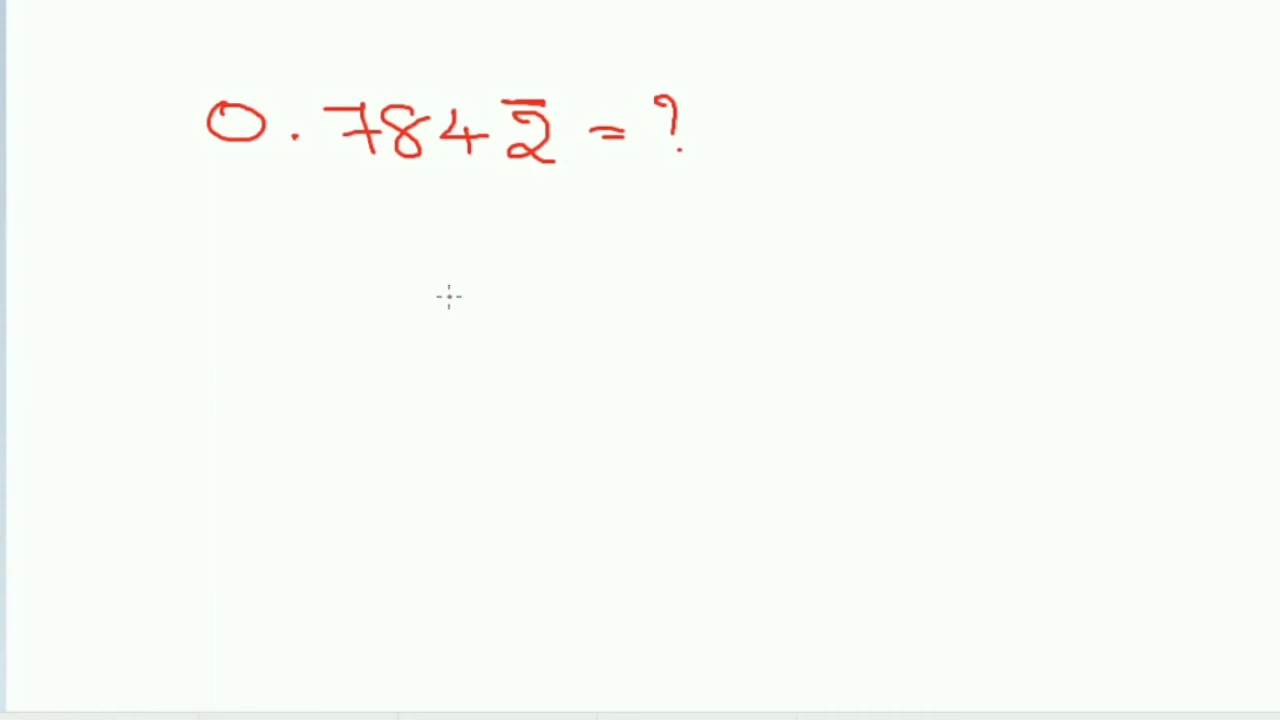 0.7842̅ = ?